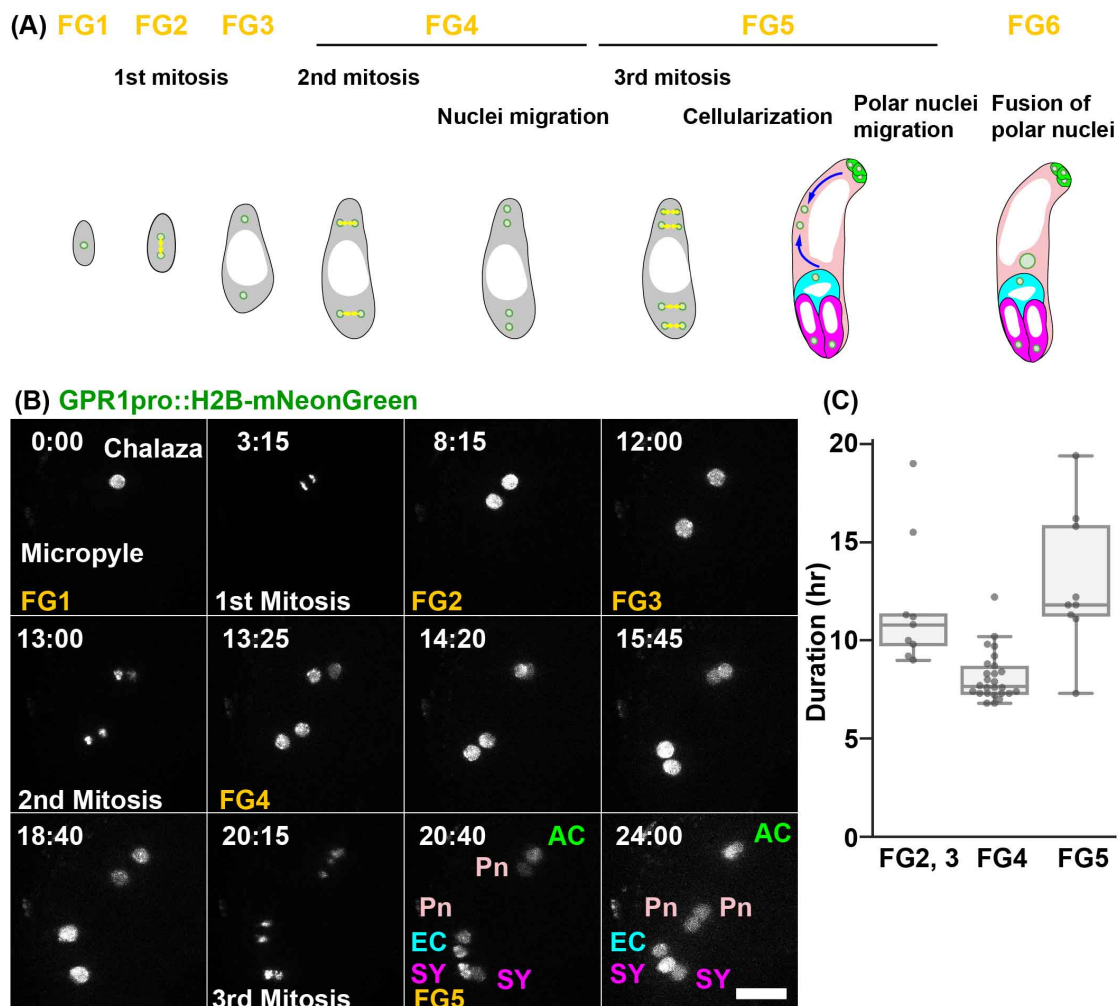 (A) FG1 FG2 FG3 FG4 FG5 FG6
1st mitosis 2nd mitosis 3rd mitosis
Nuclei migration Cellularization Polar nuclei migration Fusion of polar nuclei
(B) GPR1pro::H2B-mNeonGreen
0:00 Chalaza 3:15 8:15 12:00
Micropyle
FG1 1st Mitosis FG2 FG3
13:00 13:25 14:20 15:45
2nd Mitosis FG4
18:40 20:15 20:40 AC 24:00 AC
Pn
Pn Pn Pn
EC EC
SY SY SY SY
3rd Mitosis FG5
(C)
Duration (hr)
20
15
10
5
0
FG2, 3 FG4 FG5